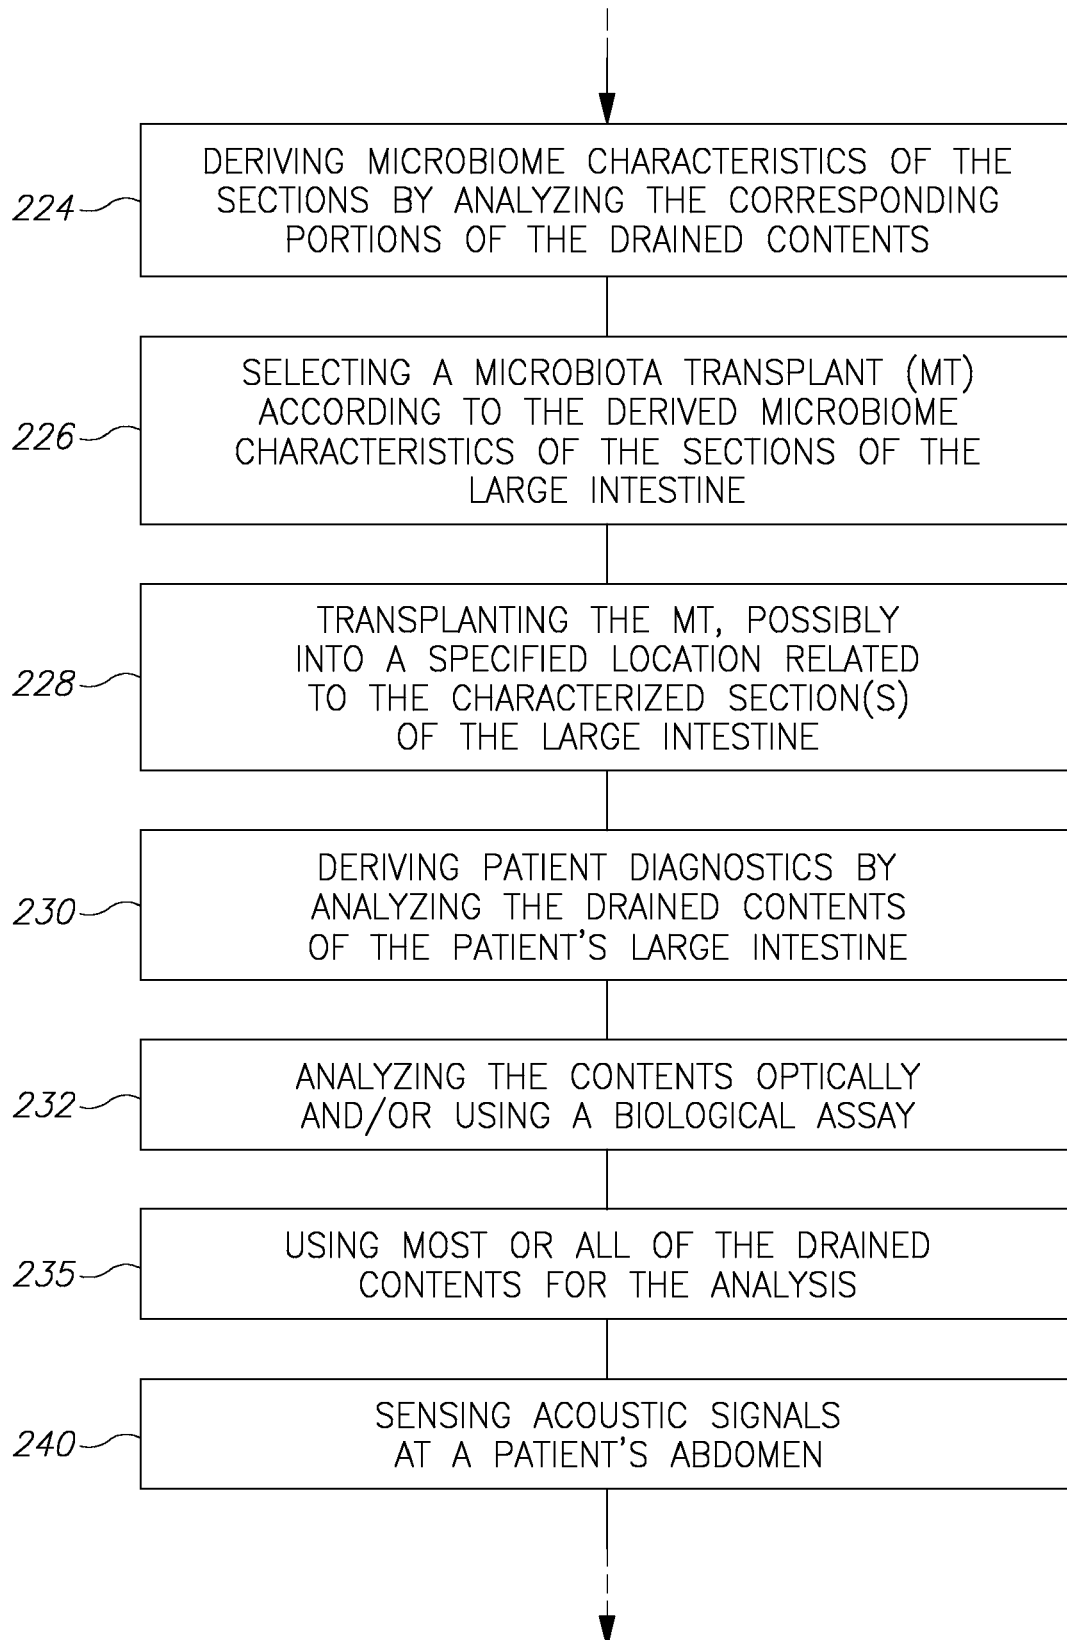 DERIVING MICROBIOME CHARACTERISTICS OF THE
SECTIONS BY ANALYZING THE CORRESPONDING
PORTIONS OF THE DRAINED CONTENTS
224
SELECTING A MICROBIOTA TRANSPLANT (MT)
ACCORDING TO THE DERIVED MICROBIOME
CHARACTERISTICS OF THE SECTIONS OF THE
LARGE INTESTINE
226
TRANSPLANTING THE MT, POSSIBLY
INTO A SPECIFIED LOCATION RELATED
TO THE CHARACTERIZED SECTION(S)
OF THE LARGE INTESTINE
228
DERIVING PATIENT DIAGNOSTICS BY
ANALYZING THE DRAINED CONTENTS
OF THE PATIENT'S LARGE INTESTINE
230
ANALYZING THE CONTENTS OPTICALLY
AND/OR USING A BIOLOGICAL ASSAY
232
USING MOST OR ALL OF THE DRAINED
CONTENTS FOR THE ANALYSIS
235
SENSING ACOUSTIC SIGNALS
AT A PATIENT'S ABDOMEN
240